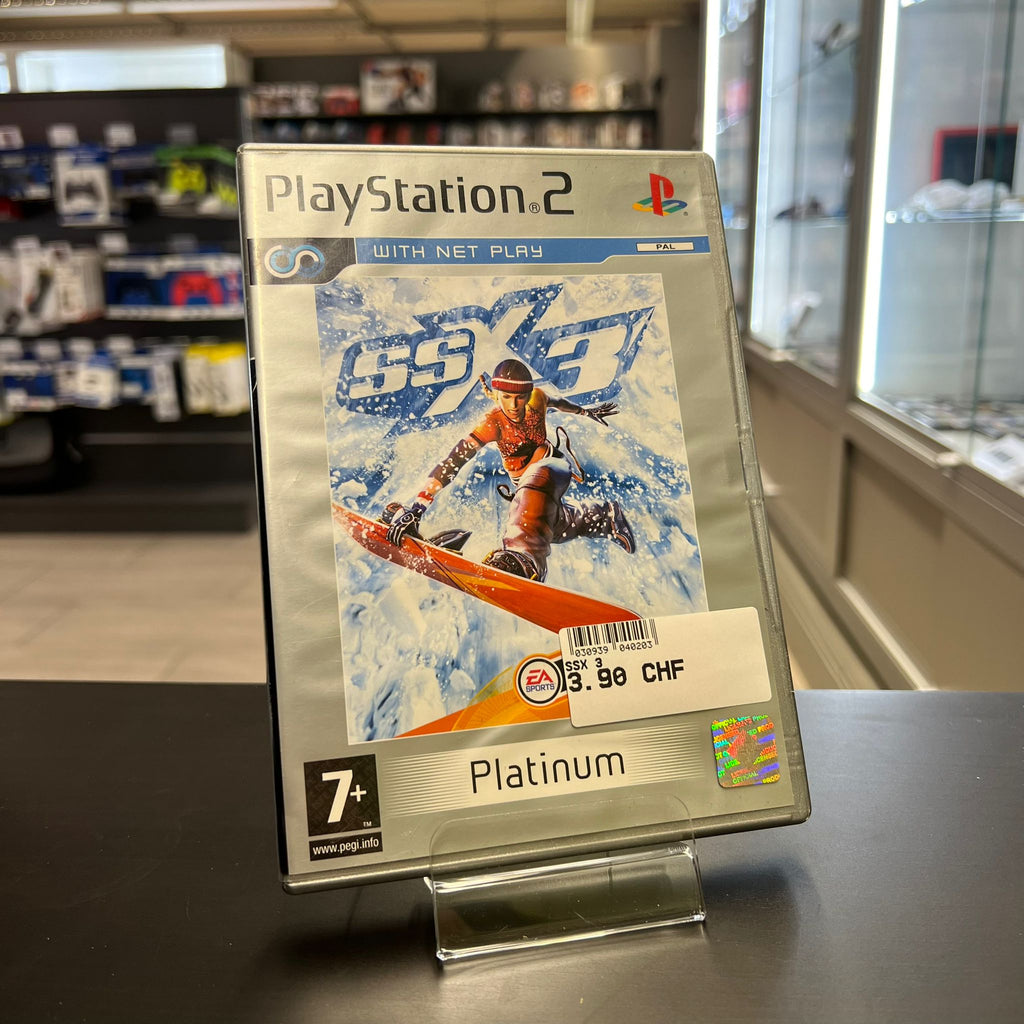 PlayStation®2
WITH NET PLAY
PAL
SSX3
EA
SPORTS
030939 040203
SSX 3
3.90 CHF
Platinum
7+
TM
www.pegi.info